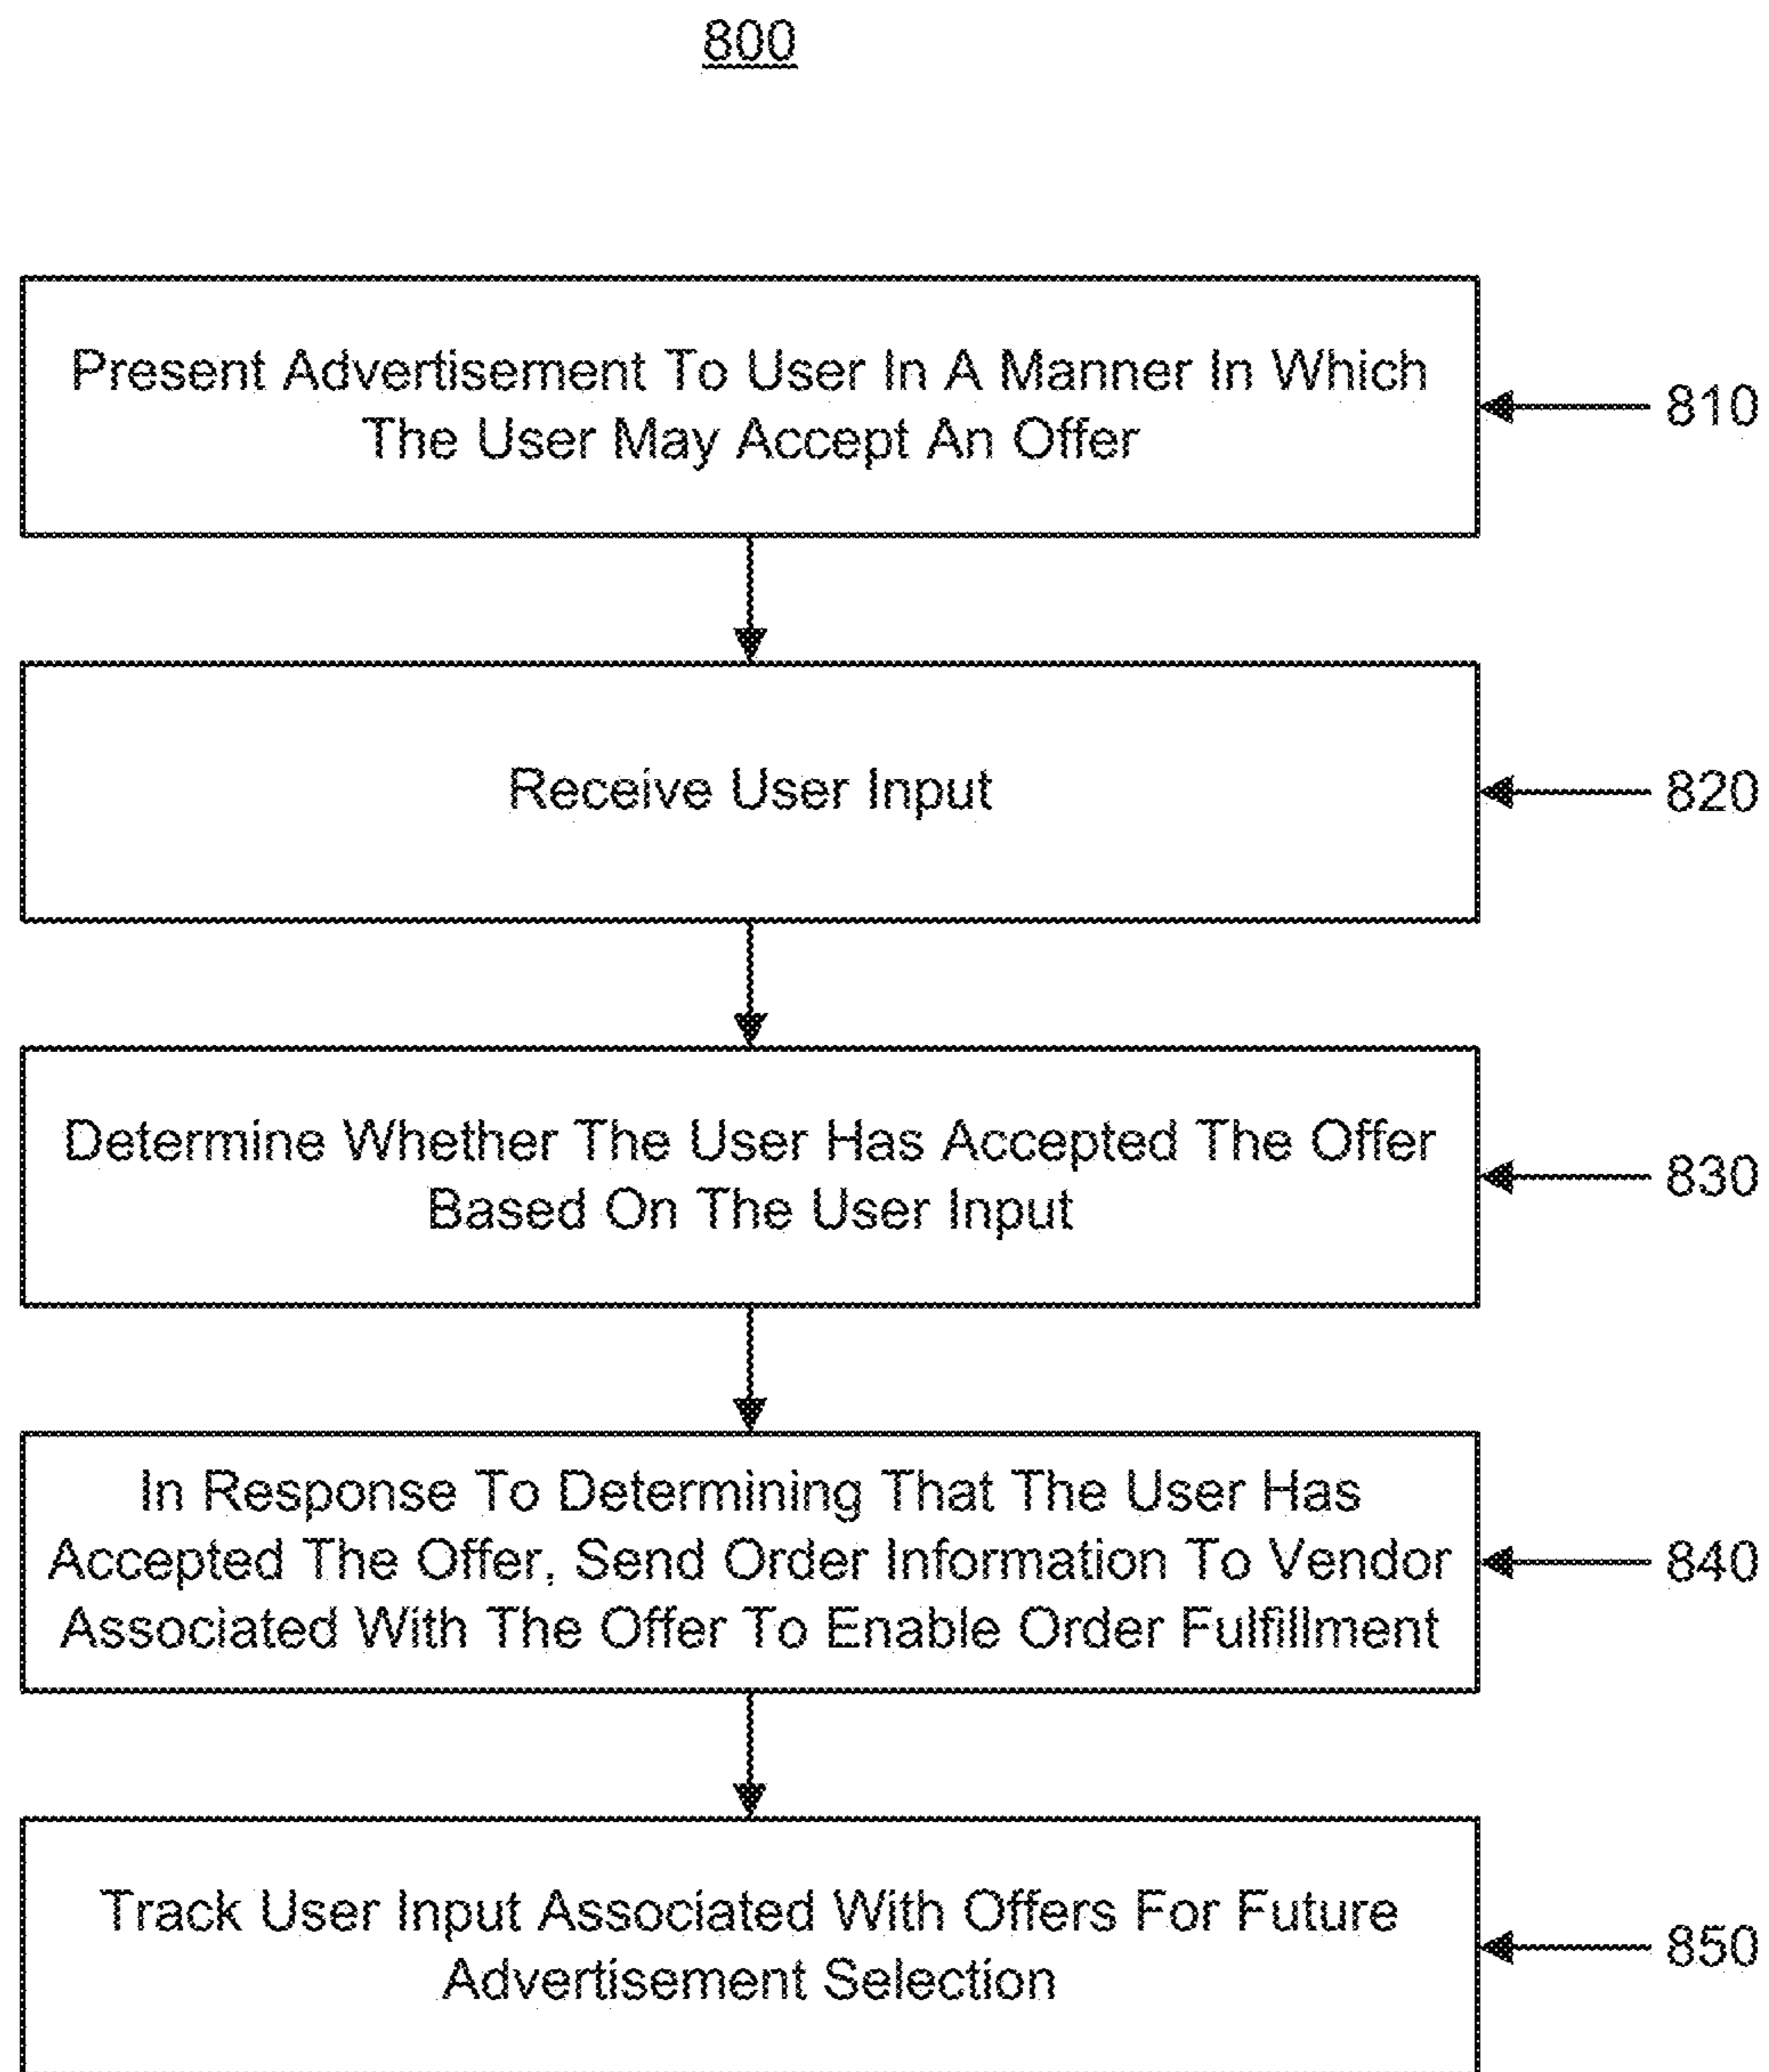 800
Present Advertisement To User In A Manner In Which
The User May Accept An Offer
810
Receive User Input
820
Determine Whether The User Has Accepted The Offer
Based On The User Input
830
In Response To Determining That The User Has
Accepted The Offer, Send Order Information To Vendor
Associated With The Offer To Enable Order Fulfillment
840
Track User Input Associated With Offers For Future
Advertisement Selection
850